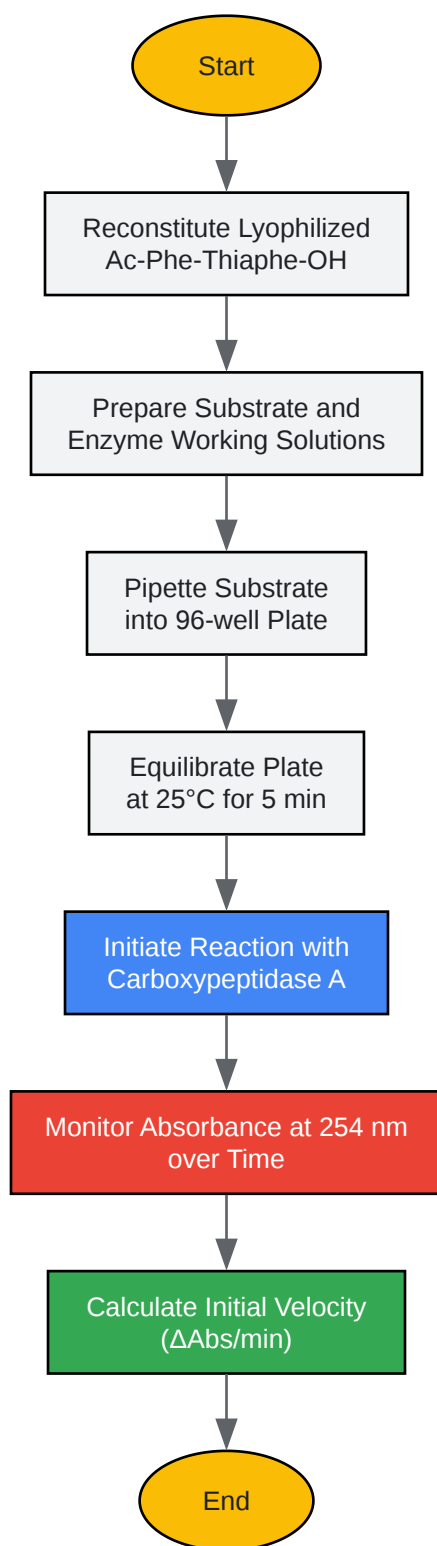 Start
Reconstitute Lyophilized
Ac-Phe-Thiaphe-OH
Prepare Substrate and
Enzyme Working Solutions
Pipette Substrate
into 96-well Plate
Equilibrate Plate
at 25°C for 5 min
Initiate Reaction with
Carboxypeptidase A
Monitor Absorbance at 254 nm
over Time
Calculate Initial Velocity
(ΔAbs/min)
End